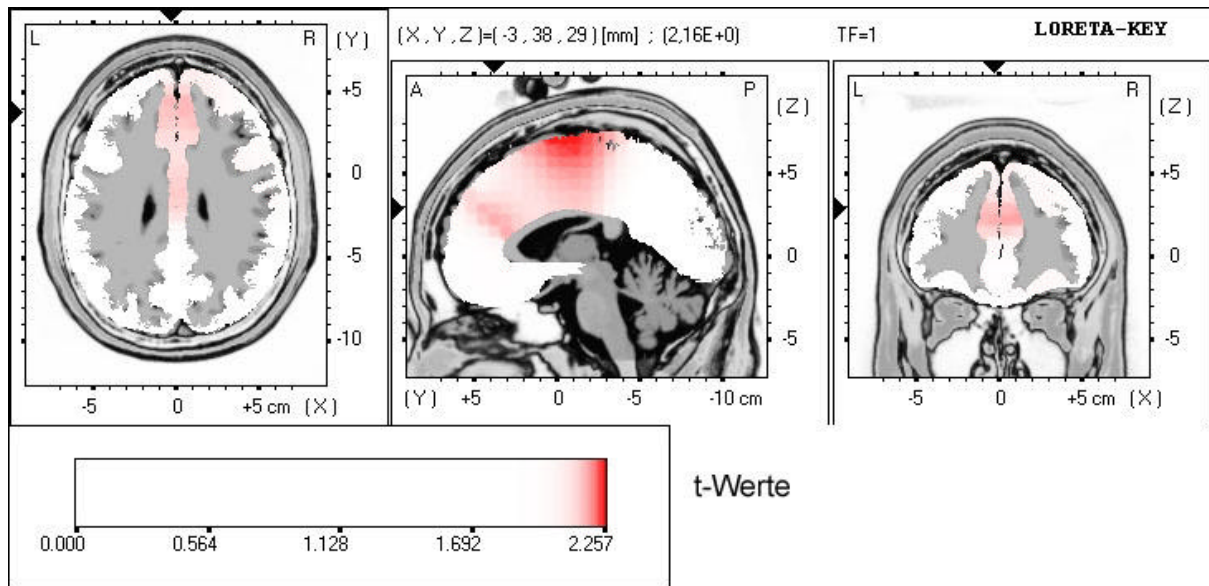 (X, Y, Z)=( -3 , 38 , 29 ) [mm] ; (2,16E+0) TF=1 LORETA-KEY
L R (Y)
+5
0
-5
-10
-5 0 +5 cm (X)
A P (Z)
+5
0
-5
(Y) +5 0 -5 -10 cm
L R (Z)
+5
0
-5
-5 0 +5 cm (X)
t-Werte
0.000 0.564 1.128 1.692 2.257